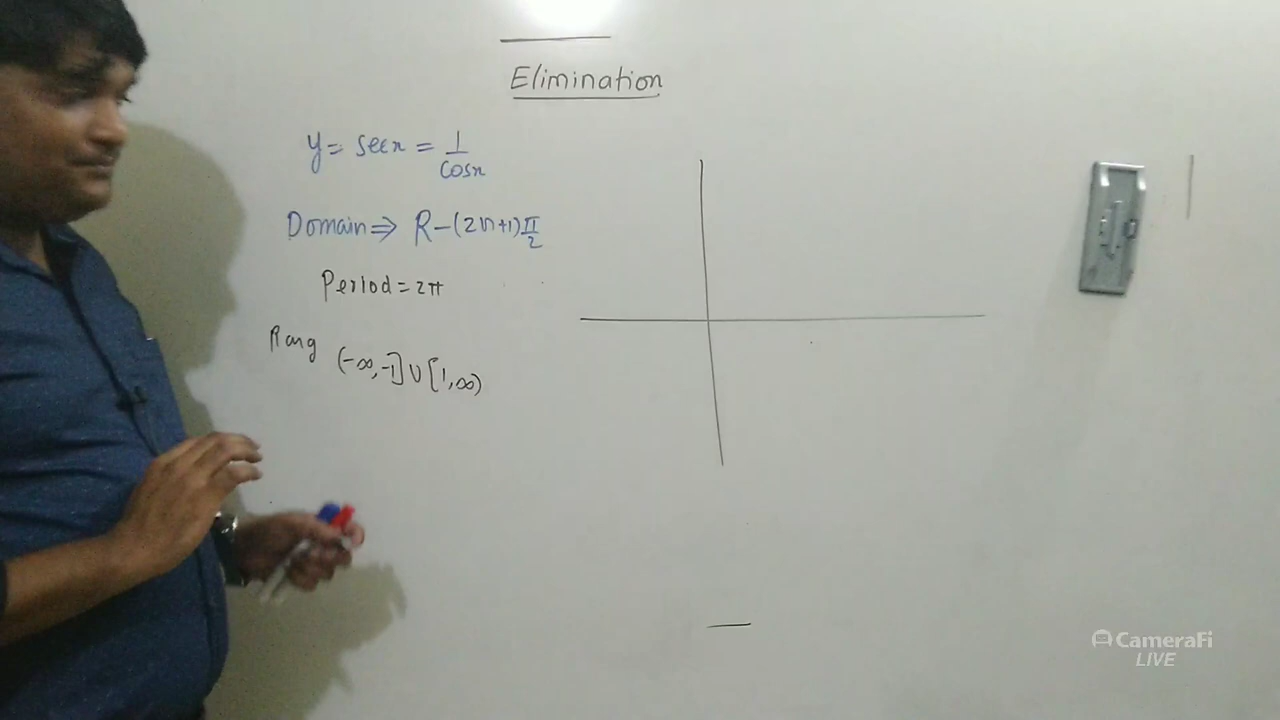 Elimination
y = secx = 1/cosx
Domain ⇒ R-(2n+1)π/2
Period = 2π
Rang
(-∞,-1]∪[1,∞)
CameraFi
LIVE